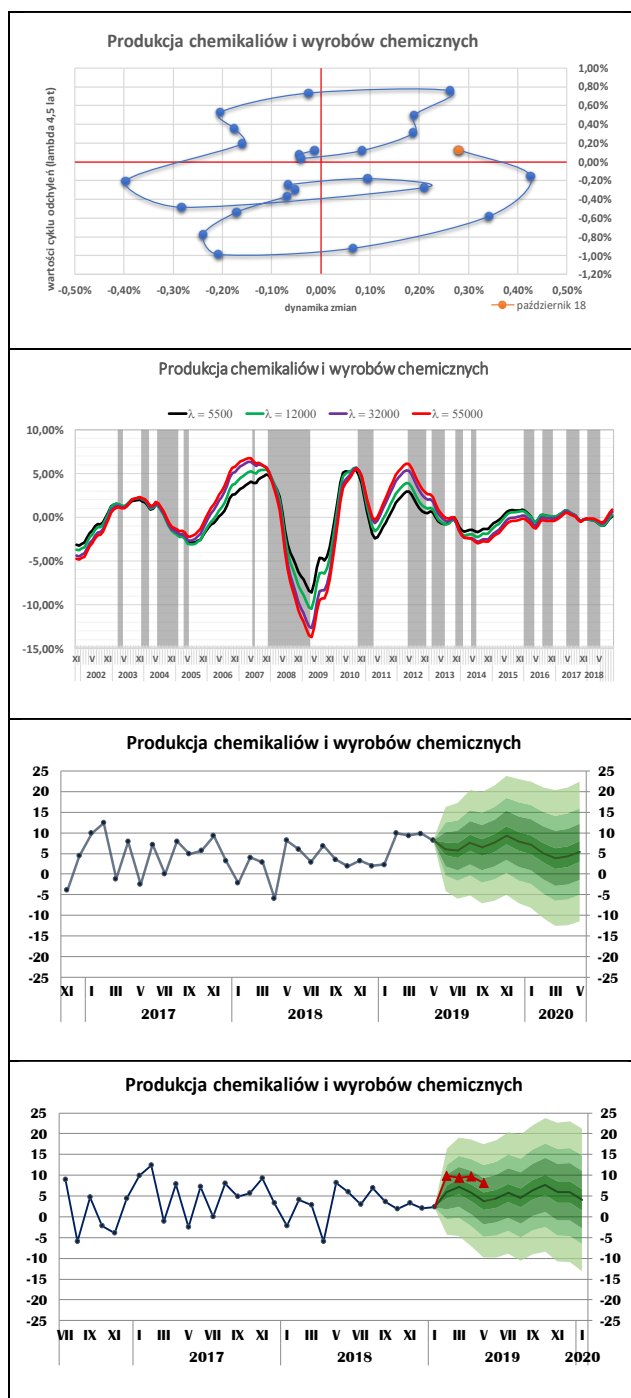 Produkcja chemikaliów i wyrobów chemicznych
wartości cyklu odchyleń (lambda 4,5 lat)
1,00%
0,80%
0,60%
0,40%
0,20%
0,00%
-0,20%
-0,40%
-0,60%
-0,80%
-1,00%
-1,20%
-0,50% -0,40% -0,30% -0,20% -0,10% 0,00% 0,10% 0,20% 0,30% 0,40% 0,50%
dynamika zmian
październik 18
Produkcja chemikaliów i wyrobów chemicznych
λ = 5500 λ = 12000 λ = 32000 λ = 55000
10,00%
5,00%
0,00%
-5,00%
-10,00%
-15,00%
XI V XI V XI V XI V XI V XI V XI V XI V XI V XI V XI V XI V XI V XI V XI V XI V XI V
2002 2003 2004 2005 2006 2007 2008 2009 2010 2011 2012 2013 2014 2015 2016 2017 2018
Produkcja chemikaliów i wyrobów chemicznych
25 25
20 20
15 15
10 10
5 5
0 0
-5 -5
-10 -10
-15 -15
-20 -20
-25 -25
XI I III V VII IX XI I III V VII IX XI I III V VII IX XI I III V
2017 2018 2019 2020
Produkcja chemikaliów i wyrobów chemicznych
25 25
20 20
15 15
10 10
5 5
0 0
-5 -5
-10 -10
-15 -15
-20 -20
-25 -25
VII IX XI I III V VII IX XI I III V VII IX XI I III V VII IX XI I
2017 2018 2019 2020